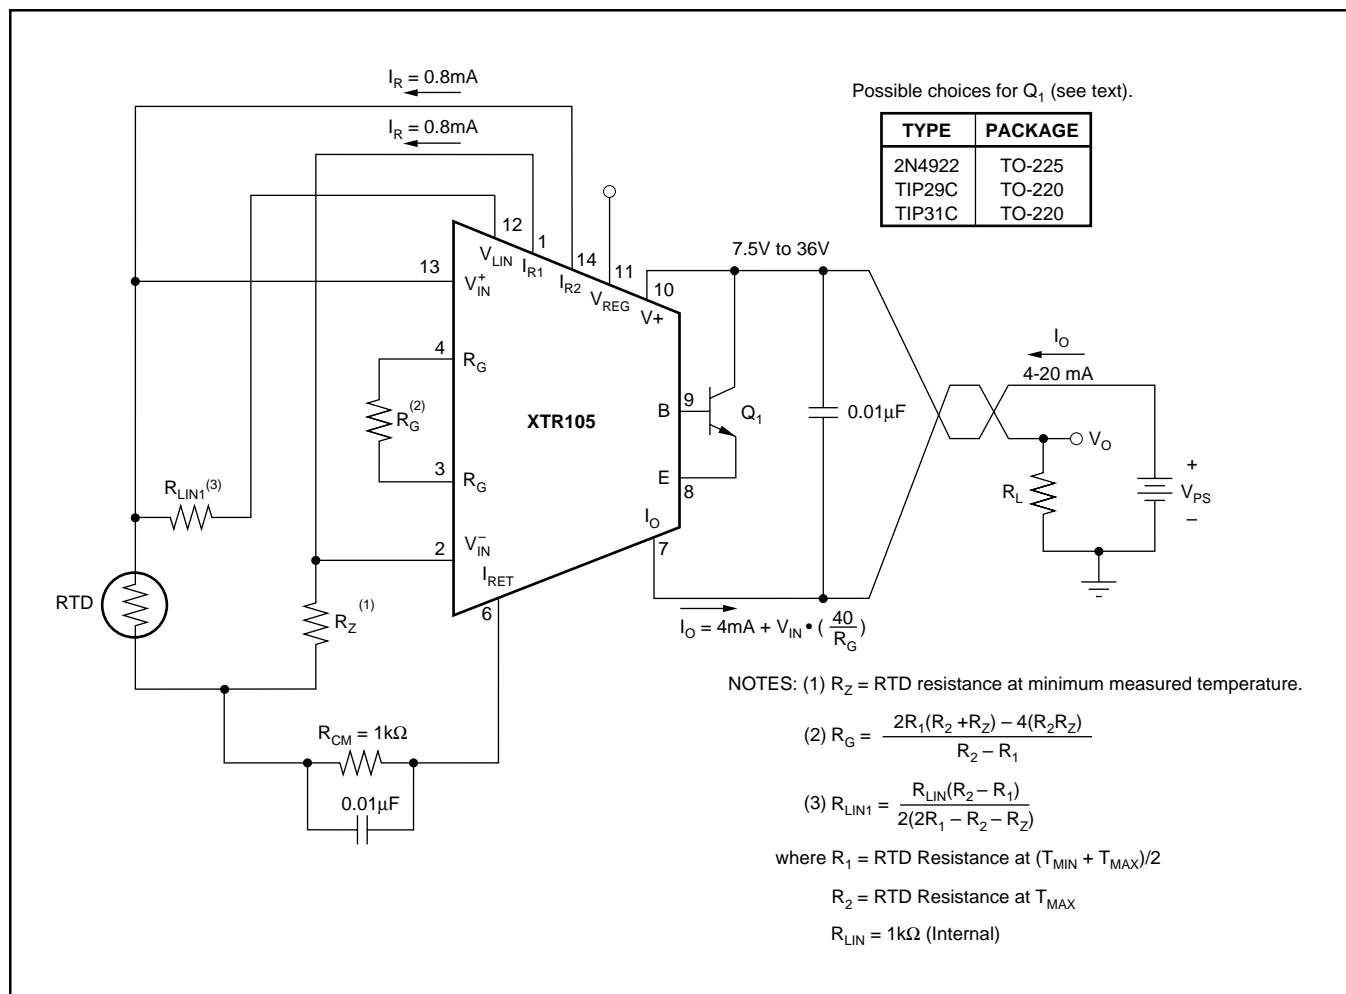 I_R = 0.8mA
I_R = 0.8mA
Possible choices for Q_1 (see text).
TYPE PACKAGE
2N4922 TO-225
TIP29C TO-220
TIP31C TO-220
12
V_LIN
1
I_R1
14
I_R2
11
V_REG
10
V+
7.5V to 36V
13
V_IN^+
4
R_G
R_G^(2)
3
R_G
XTR105
B
9
Q_1
E
8
0.01µF
I_O
4-20 mA
V_O
R_L
+
V_PS
–
R_LIN1^(3)
2
V_IN^–
I_RET
6
I_O
7
RTD
R_Z^(1)
I_O = 4mA + V_IN • (40/R_G)
R_CM = 1kΩ
0.01µF
NOTES: (1) R_Z = RTD resistance at minimum measured temperature.
(2) R_G = 2R_1(R_2 +R_Z) – 4(R_2R_Z) / R_2 – R_1
(3) R_LIN1 = R_LIN(R_2 – R_1) / 2(2R_1 – R_2 – R_Z)
where R_1 = RTD Resistance at (T_MIN + T_MAX)/2
R_2 = RTD Resistance at T_MAX
R_LIN = 1kΩ (Internal)